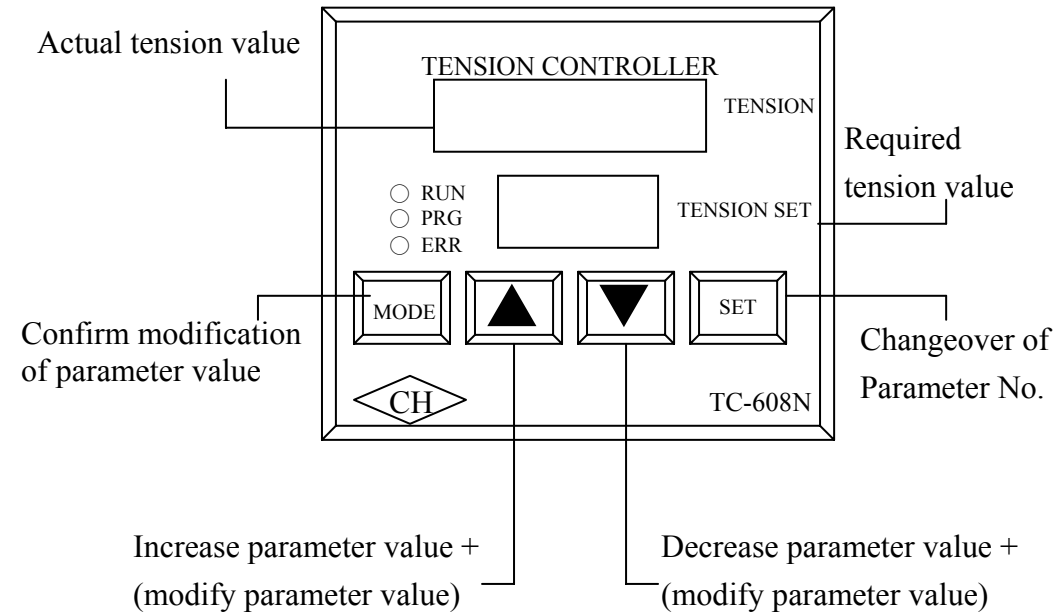 Actual tension value
TENSION CONTROLLER
TENSION
Required
tension value
RUN
PRG
ERR
TENSION SET
MODE
SET
Confirm modification
of parameter value
Changeover of
Parameter No.
CH
TC-608N
Increase parameter value +
(modify parameter value)
Decrease parameter value +
(modify parameter value)